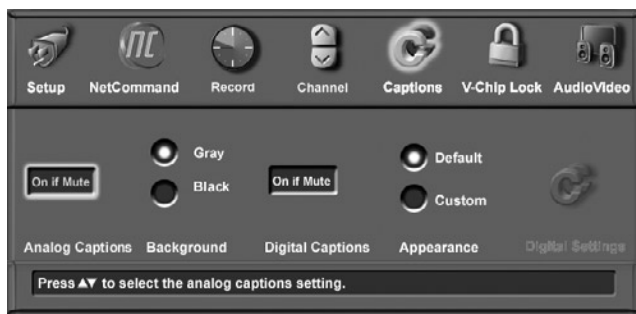 NC
Setup NetCommand Record Channel Captions V-Chip Lock AudioVideo
Gray
Default
On if Mute
On if Mute
Black
Custom
Analog Captions Background Digital Captions Appearance Digital Settings
Press ▲▼ to select the analog captions setting.